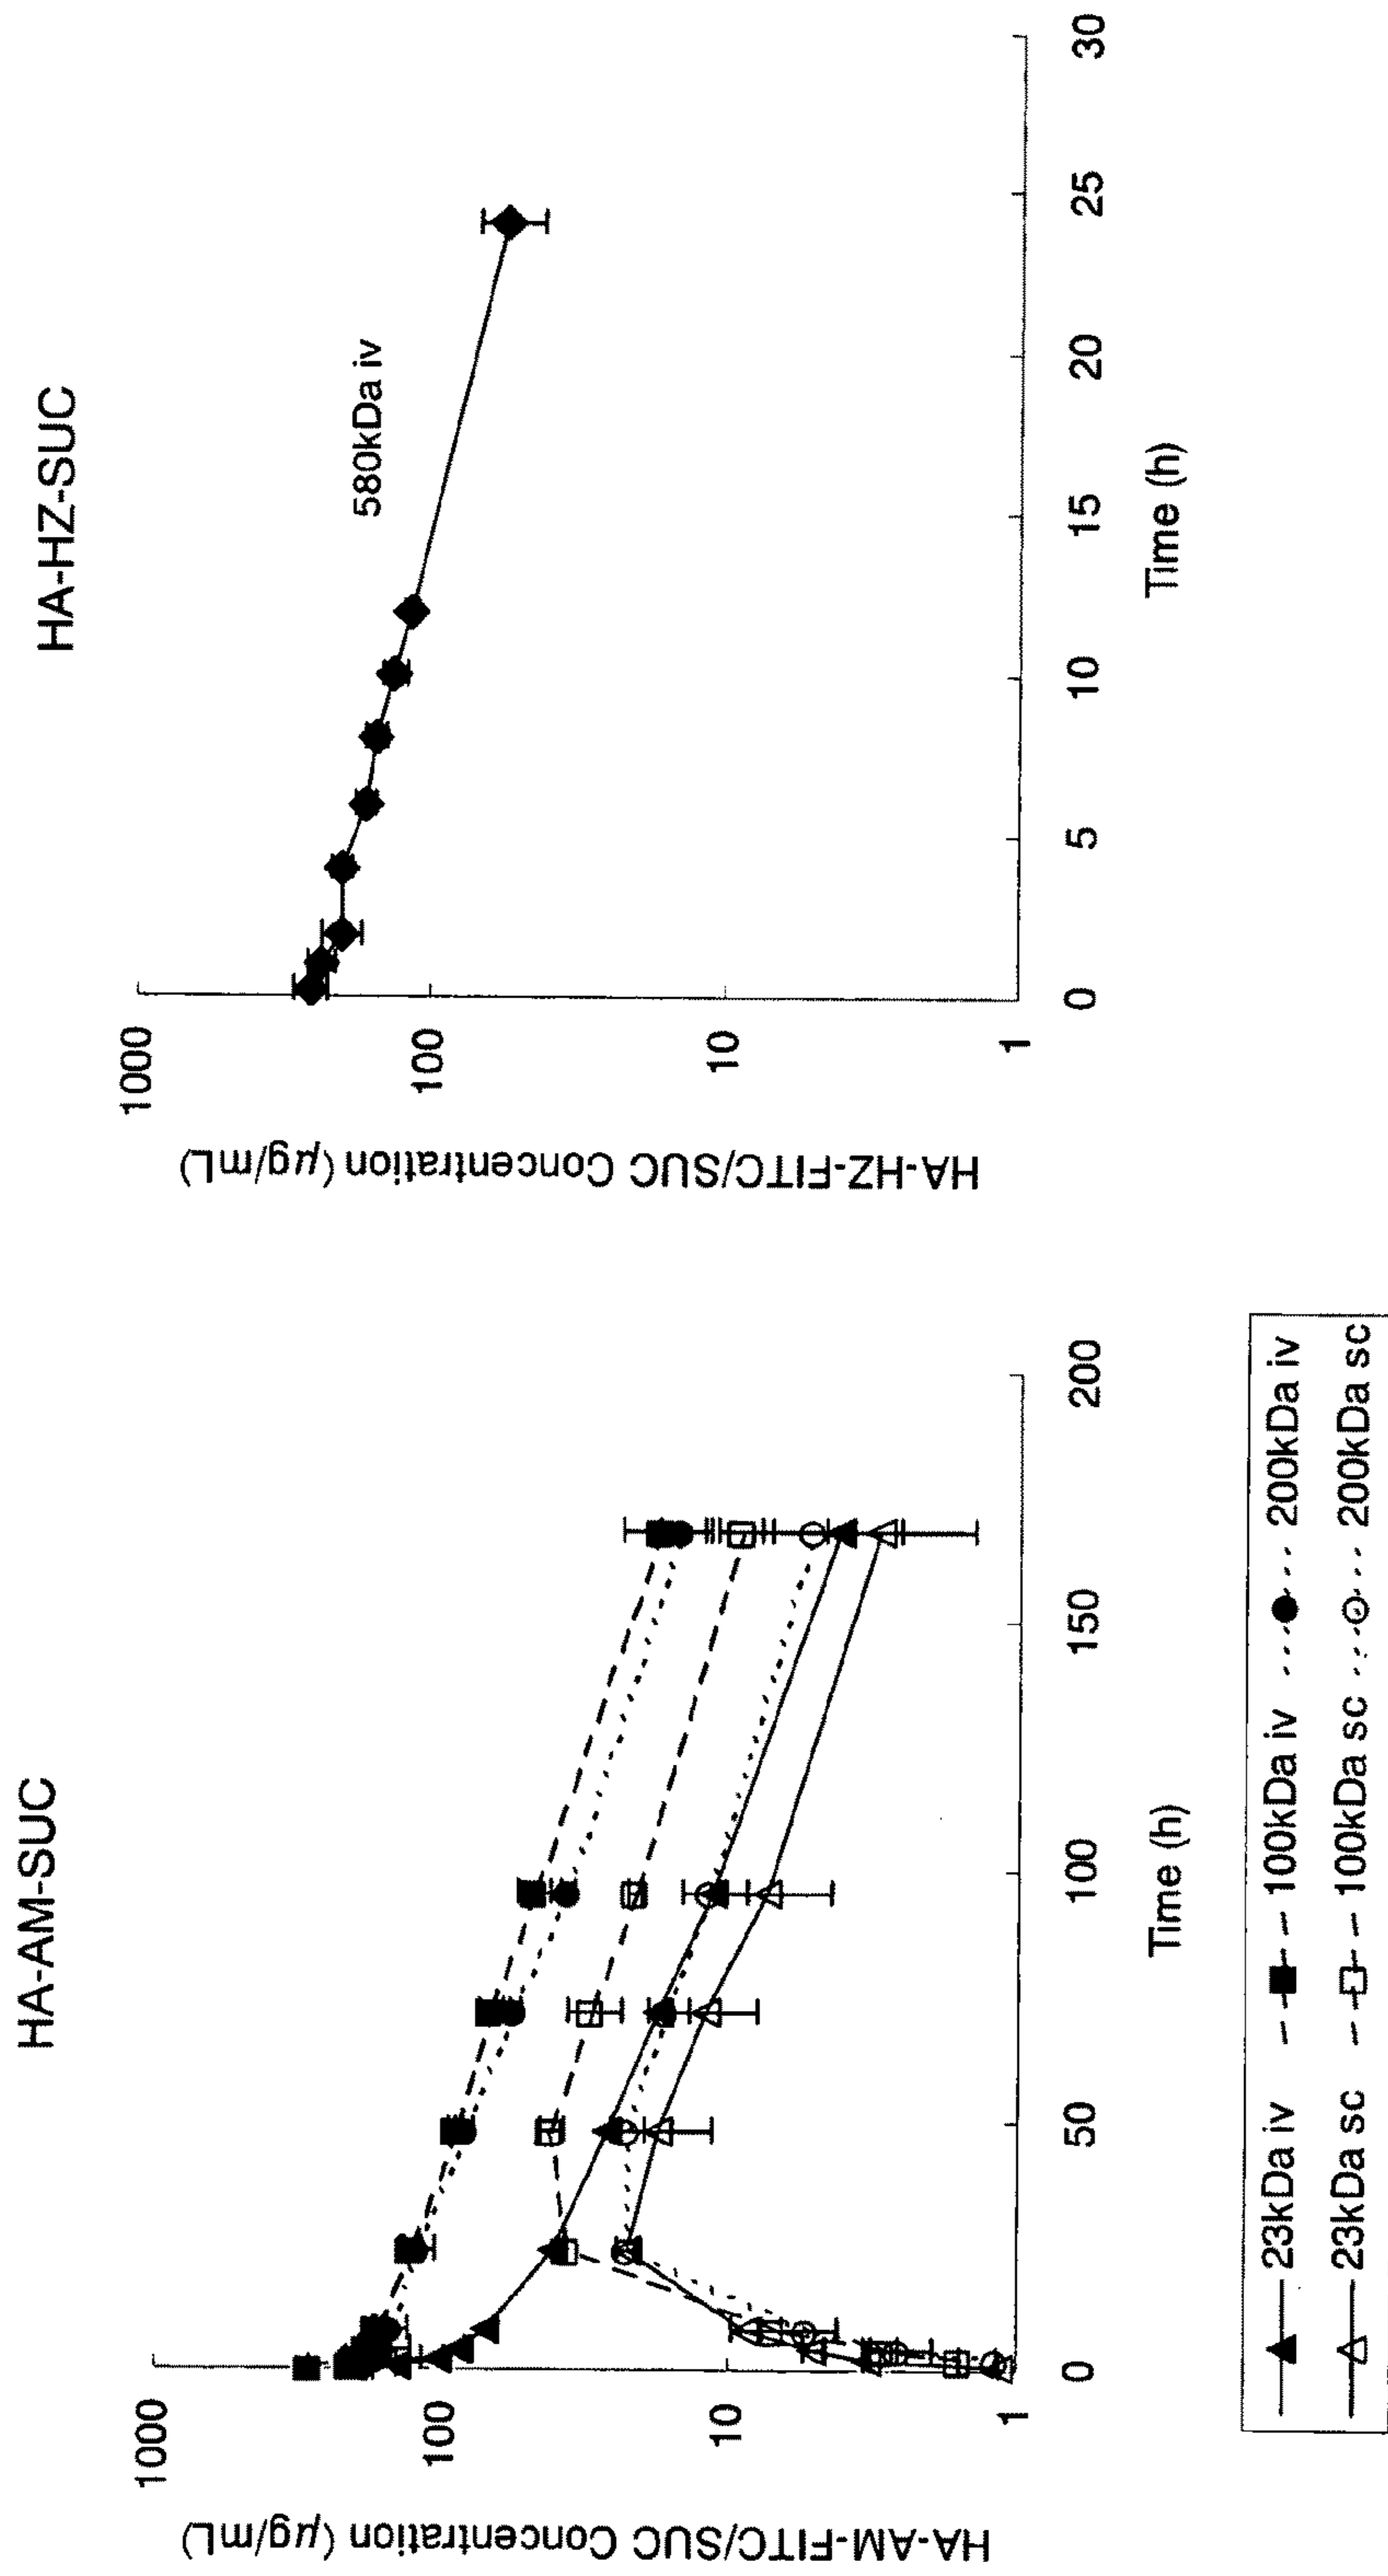 HA-AM-SUC
HA-AM-FITC/SUC Concentration (μg/mL)
1000
100
10
1
0
50
100
150
200
Time (h)
23kDa iv
100kDa iv
200kDa iv
23kDa sc
100kDa sc
200kDa sc
HA-HZ-SUC
HA-HZ-FITC/SUC Concentration (μg/mL)
1000
100
10
1
580kDa iv
0
5
10
15
20
25
30
Time (h)